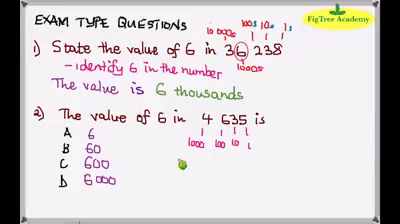 FigTree Academy
EXAM TYPE QUESTIONS
10 000s 100s 10s 1s
1) State the value of 6 in 36 238
1000s
- identify 6 in the number
The value is 6 thousands
2) The value of 6 in 4 635 is
1000 100 10 1
A 6
B 60
C 600
D 6000